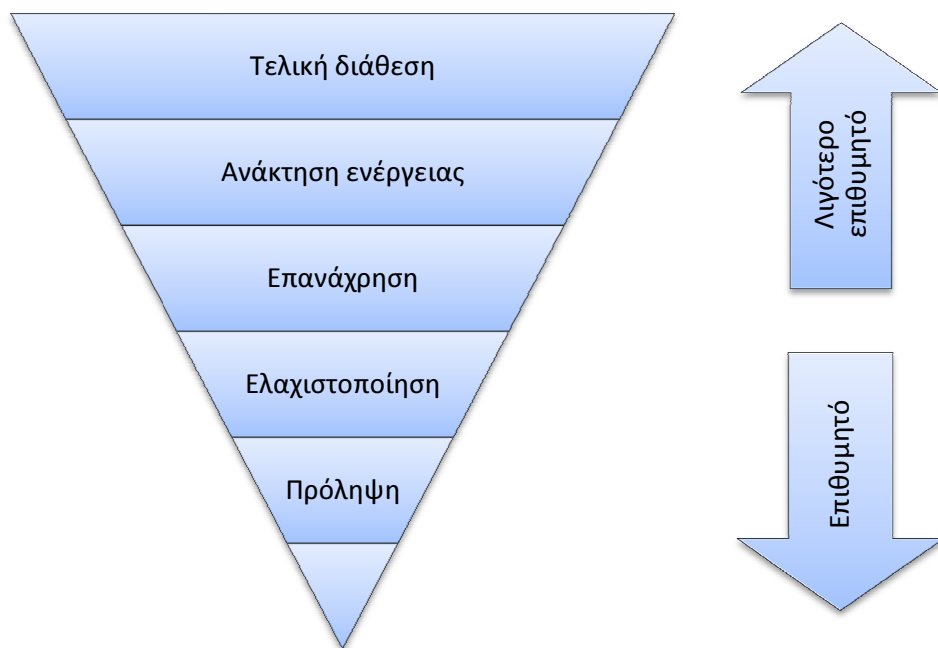 Τελική διάθεση
Ανάκτηση ενέργειας
Επανάχρηση
Ελαχιστοποίηση
Πρόληψη
Λιγότερο
επιθυμητό
Επιθυμητό